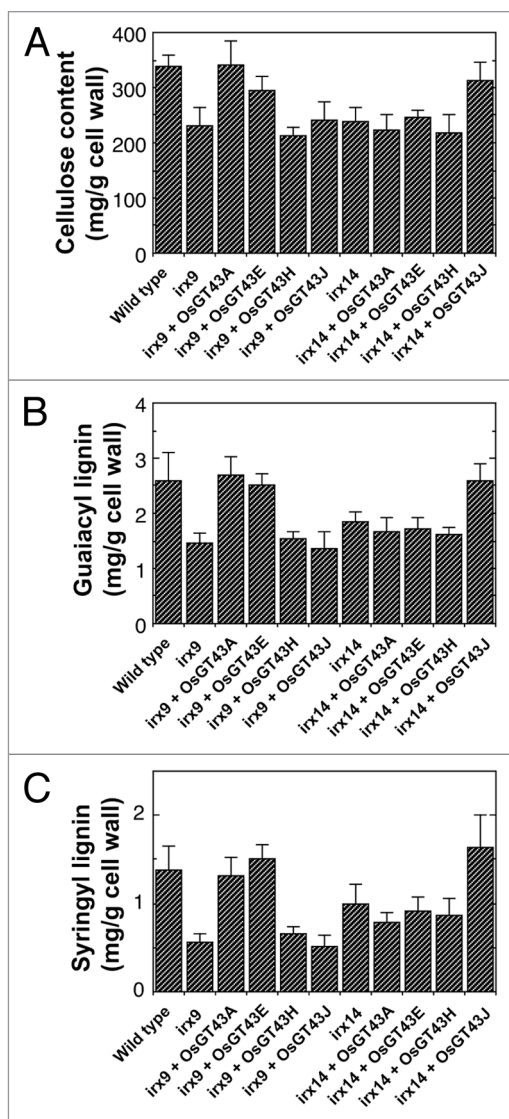 A
Cellulose content
(mg/g cell wall)
400
300
200
100
0
Wild type
irx9
irx9 + OsGT43A
irx9 + OsGT43E
irx9 + OsGT43H
irx9 + OsGT43J
irx14
irx14 + OsGT43A
irx14 + OsGT43E
irx14 + OsGT43H
irx14 + OsGT43J
B
Guaiacyl lignin
(mg/g cell wall)
4
3
2
1
0
Wild type
irx9
irx9 + OsGT43A
irx9 + OsGT43E
irx9 + OsGT43H
irx9 + OsGT43J
irx14
irx14 + OsGT43A
irx14 + OsGT43E
irx14 + OsGT43H
irx14 + OsGT43J
C
Syringyl lignin
(mg/g cell wall)
2
1
0
Wild type
irx9
irx9 + OsGT43A
irx9 + OsGT43E
irx9 + OsGT43H
irx9 + OsGT43J
irx14
irx14 + OsGT43A
irx14 + OsGT43E
irx14 + OsGT43H
irx14 + OsGT43J